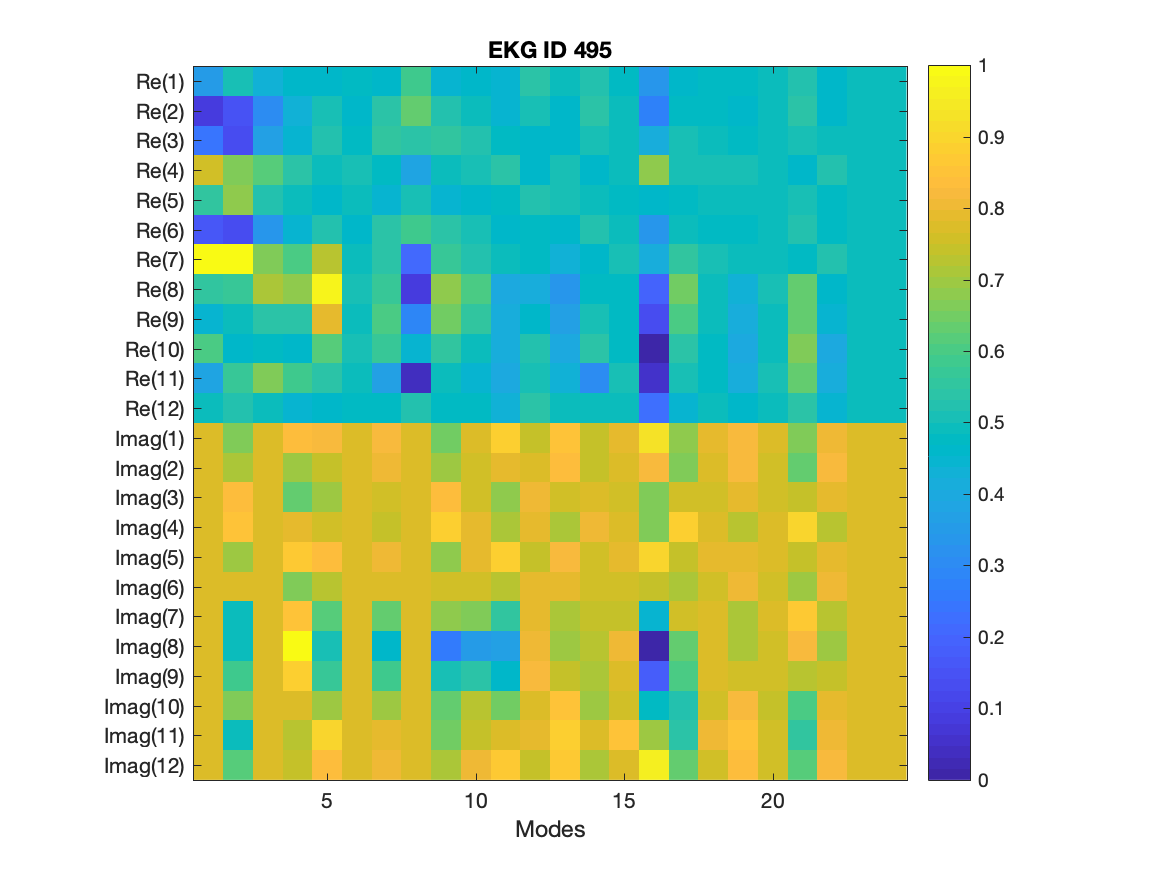 EKG ID 495
Re(1)
Re(2)
Re(3)
Re(4)
Re(5)
Re(6)
Re(7)
Re(8)
Re(9)
Re(10)
Re(11)
Re(12)
Imag(1)
Imag(2)
Imag(3)
Imag(4)
Imag(5)
Imag(6)
Imag(7)
Imag(8)
Imag(9)
Imag(10)
Imag(11)
Imag(12)
5 10 15 20
Modes
1
0.9
0.8
0.7
0.6
0.5
0.4
0.3
0.2
0.1
0